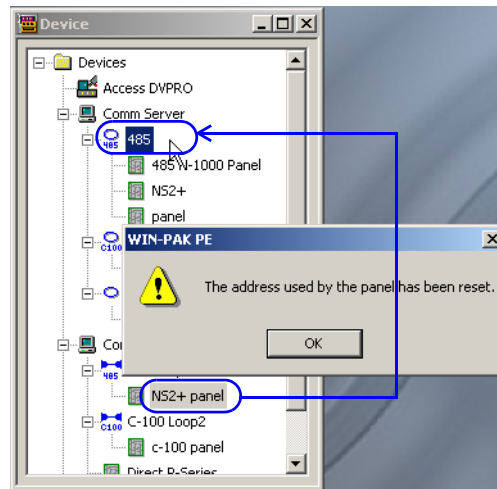 Device
Devices
Access DVPRO
Comm Server
485
485
485 N-1000 Panel
NS2+
panel
C100
WIN-PAK PE
The address used by the panel has been reset.
OK
485
NS2+ panel
C100
C-100 Loop2
c-100 panel
Direct P-Series